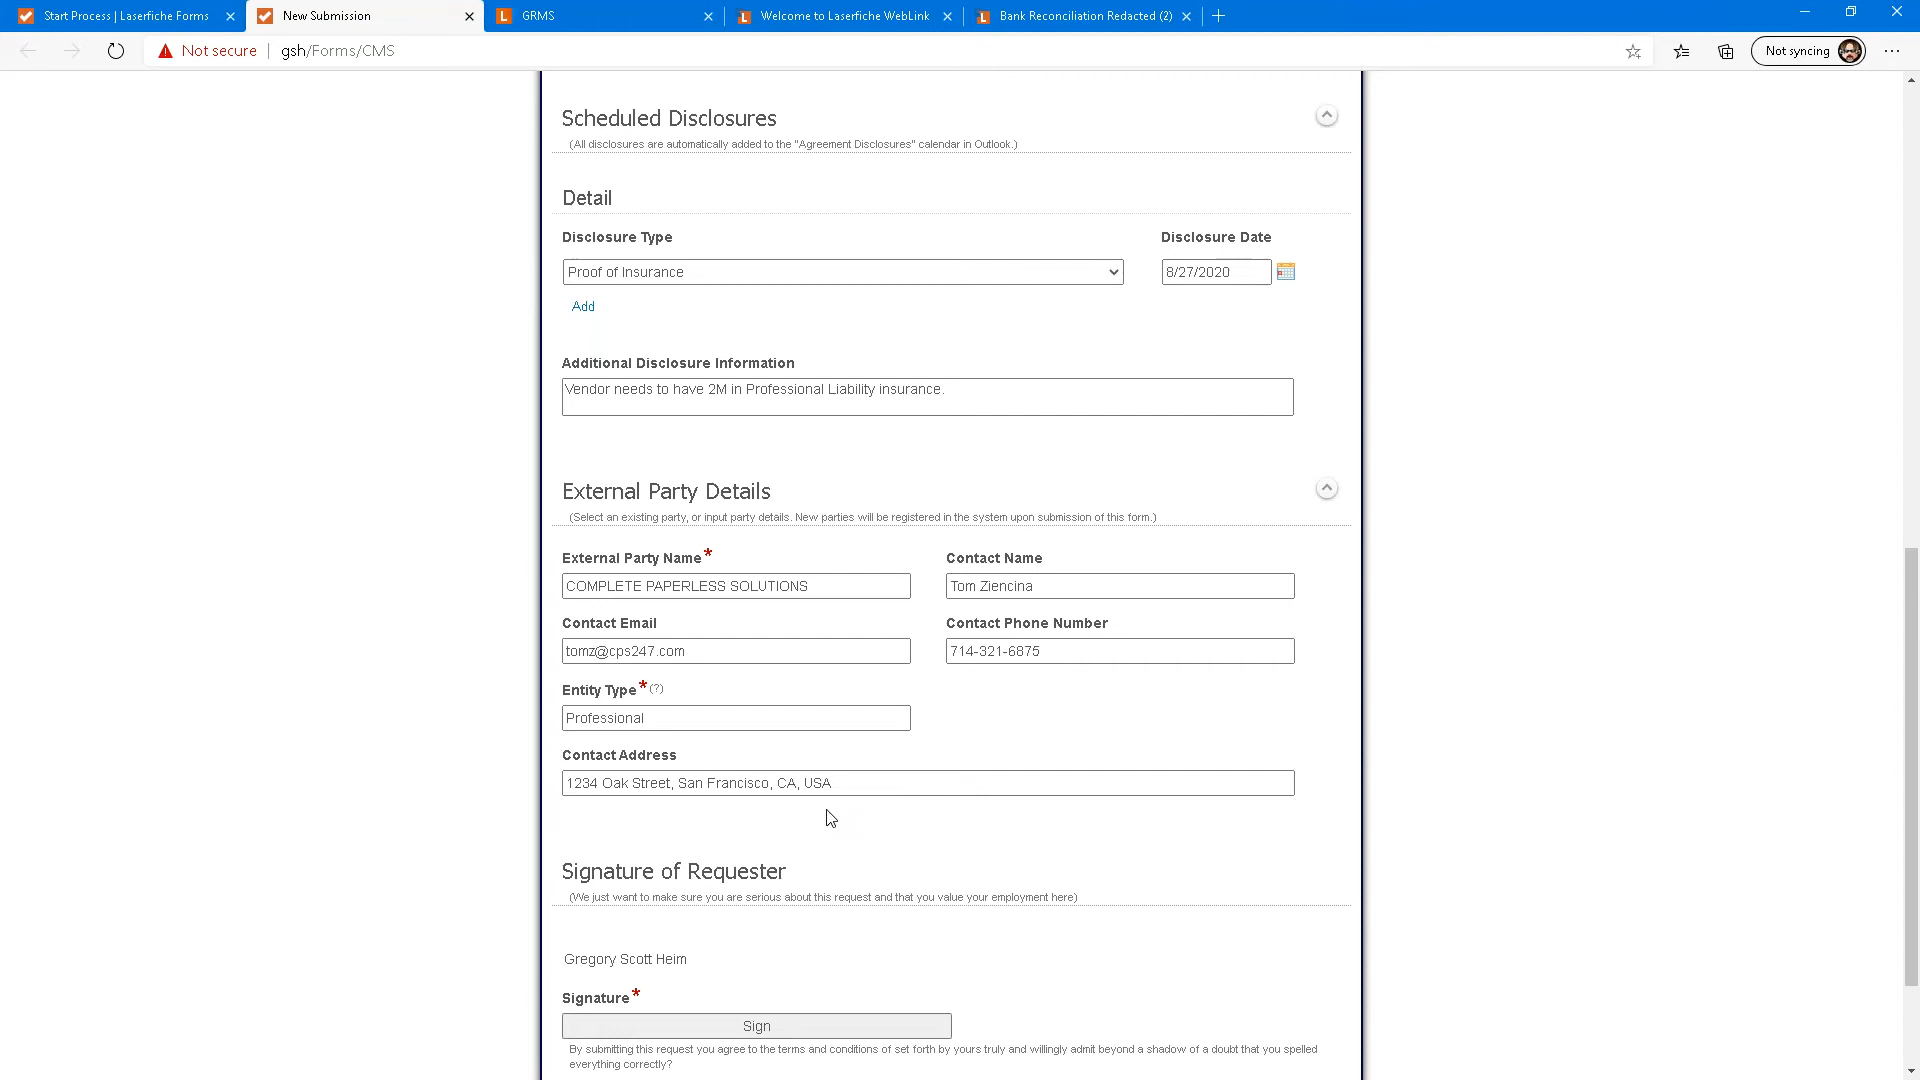 Start Process | Laserfiche Forms
New Submission
GRMS
Welcome to Laserfiche WebLink
Bank Reconciliation Redacted (2)
Not secure
gsh/Forms/CMS
Not syncing
Scheduled Disclosures
(All disclosures are automatically added to the "Agreement Disclosures" calendar in Outlook.)
Detail
Disclosure Type
Disclosure Date
Proof of Insurance
8/27/2020
Add
Additional Disclosure Information
Vendor needs to have 2M in Professional Liability insurance.
External Party Details
(Select an existing party, or input party details. New parties will be registered in the system upon submission of this form.)
External Party Name*
Contact Name
COMPLETE PAPERLESS SOLUTIONS
Tom Ziencina
Contact Email
Contact Phone Number
tomz@cps247.com
714-321-6875
Entity Type*(?)
Professional
Contact Address
1234 Oak Street, San Francisco, CA, USA
Signature of Requester
(We just want to make sure you are serious about this request and that you value your employment here)
Gregory Scott Heim
Signature*
Sign
By submitting this request you agree to the terms and conditions of set forth by yours truly and willingly admit beyond a shadow of a doubt that you spelled
everything correctly?